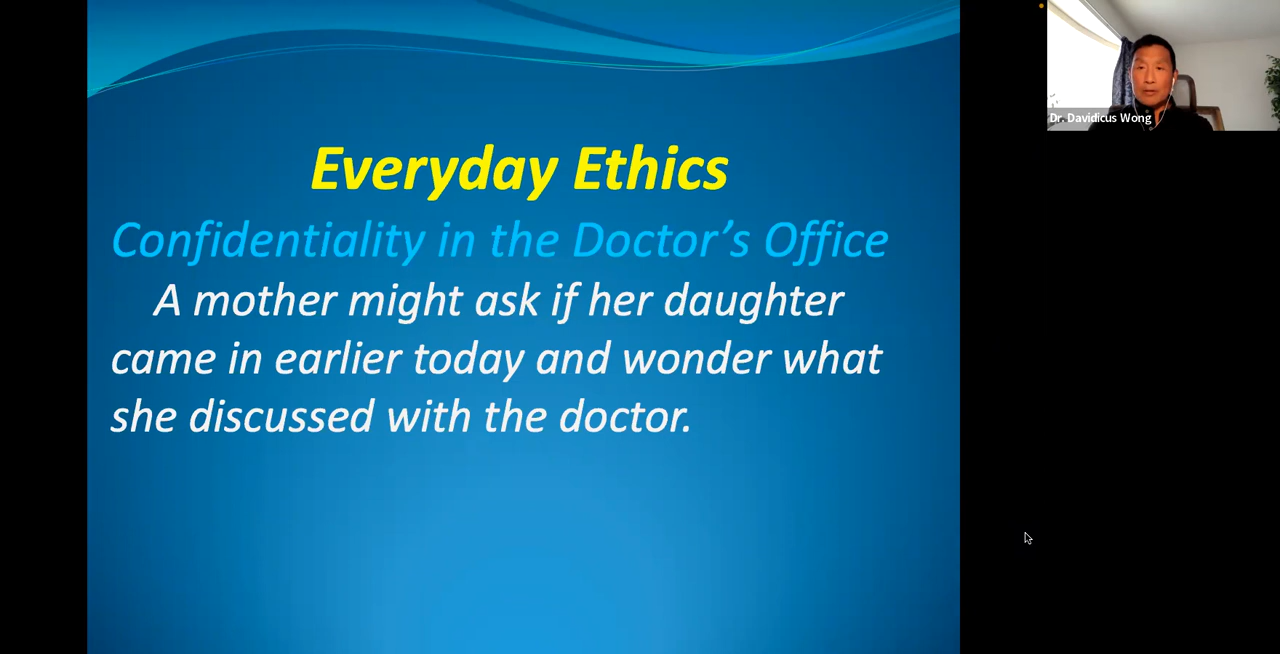 Everyday Ethics
Confidentiality in the Doctor’s Office
A mother might ask if her daughter
came in earlier today and wonder what
she discussed with the doctor.
Dr. Davidicus Wong